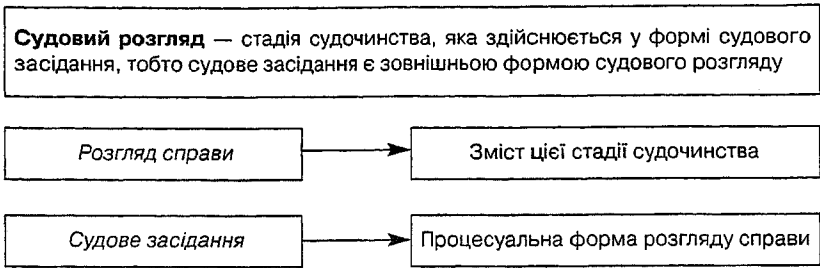 Судовий розгляд — стадія судочинства, яка здійснюється у формі судового
засідання, тобто судове засідання є зовнішньою формою судового розгляду
Розгляд справи
Зміст цієї стадії судочинства
Судове засідання
Процесуальна форма розгляду справи